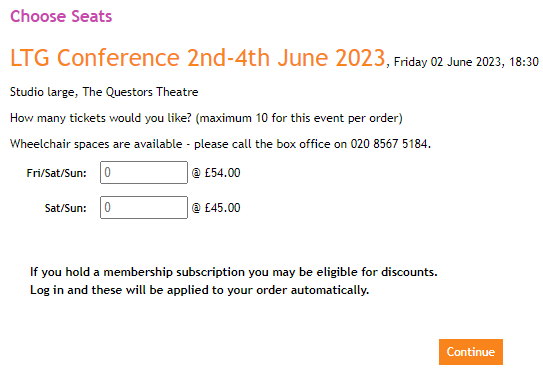 Choose Seats
LTG Conference 2nd-4th June 2023, Friday 02 June 2023, 18:30
Studio large, The Questors Theatre
How many tickets would you like? (maximum 10 for this event per order)
Wheelchair spaces are available - please call the box office on 020 8567 5184.
Fri/Sat/Sun: 0 @ £54.00
Sat/Sun: 0 @ £45.00
If you hold a membership subscription you may be eligible for discounts.
Log in and these will be applied to your order automatically.
Continue